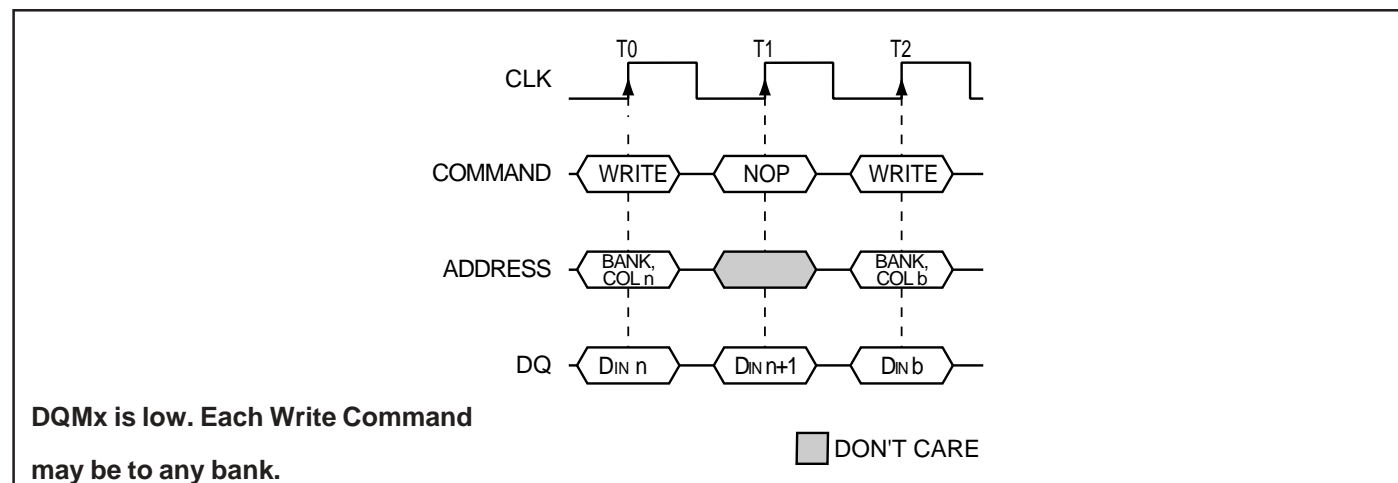 T0 T1 T2
CLK
COMMAND WRITE NOP WRITE
ADDRESS BANK, COL n BANK, COL b
DQ DIN n DIN n+1 DIN b
DQMx is low. Each Write Command
may be to any bank.
DON'T CARE